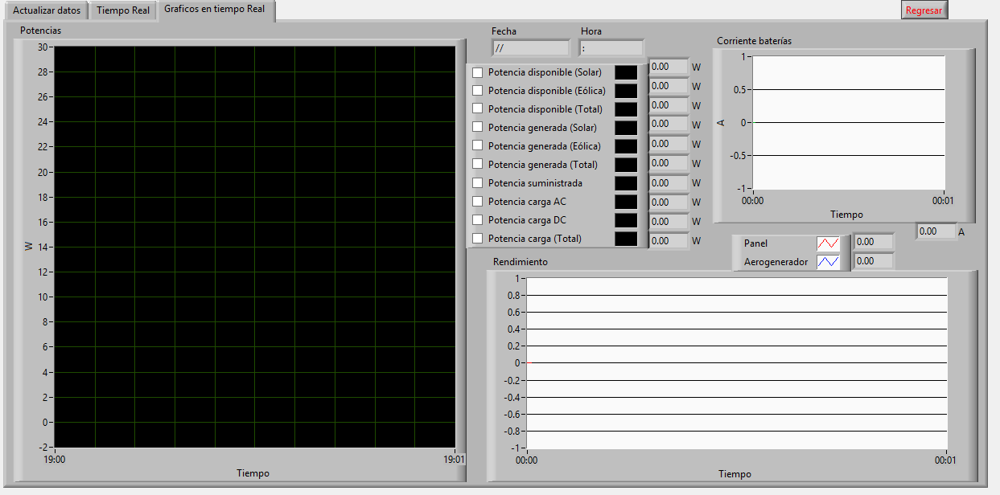 Actualizar datos
Tiempo Real
Graficos en tiempo Real
Regresar
Potencias
30
28
26
24
22
20
18
16
14
12
10
8
6
4
2
0
-2
W
19:00
19:01
Tiempo
Fecha
Hora
//
:
Potencia disponible (Solar)
0.00 W
Potencia disponible (Eólica)
0.00 W
Potencia disponible (Total)
0.00 W
Potencia generada (Solar)
0.00 W
Potencia generada (Eólica)
0.00 W
Potencia generada (Total)
0.00 W
Potencia suministrada
0.00 W
Potencia carga AC
0.00 W
Potencia carga DC
0.00 W
Potencia carga (Total)
0.00 W
Corriente baterías
1
0.5
0
-0.5
-1
A
00:00
00:01
Tiempo
0.00 A
Panel
0.00
Aerogenerador
0.00
Rendimiento
1
0.8
0.6
0.4
0.2
0
-0.2
-0.4
-0.6
-0.8
-1
00:00
00:01
Tiempo